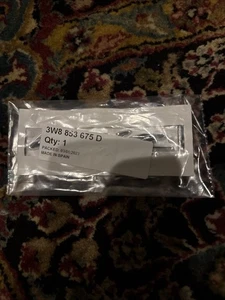 3W8 853 675 D
Qty: 1
MADE IN SPAIN